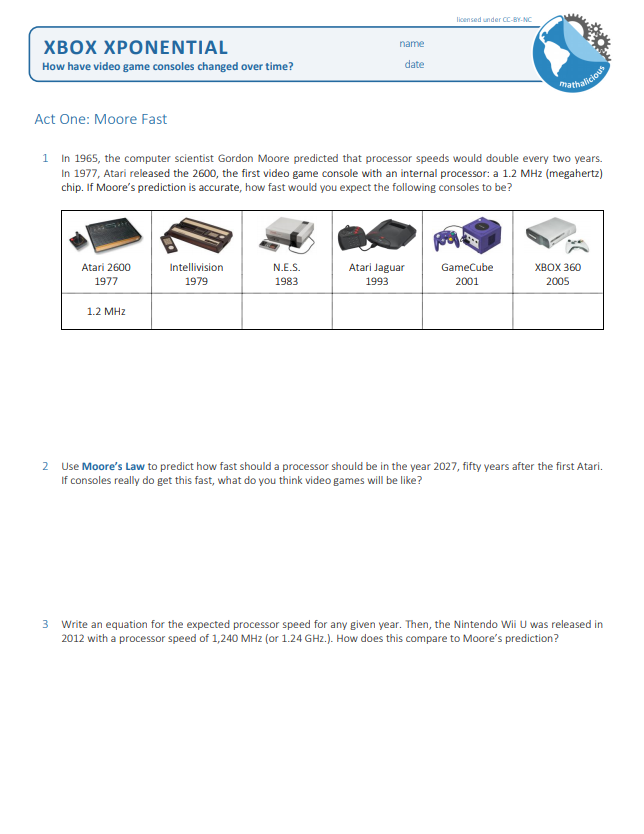 licensed under CC-BY-NC
XBOX XPONENTIAL
name
How have video game consoles changed over time?
date
mathalicious
Act One: Moore Fast
1 In 1965, the computer scientist Gordon Moore predicted that processor speeds would double every two years.
In 1977, Atari released the 2600, the first video game console with an internal processor: a 1.2 MHz (megahertz)
chip. If Moore's prediction is accurate, how fast would you expect the following consoles to be?
Atari 2600 Intellivision N.E.S. Atari Jaguar GameCube XBOX 360
1977 1979 1983 1993 2001 2005
1.2 MHz
2 Use Moore's Law to predict how fast should a processor should be in the year 2027, fifty years after the first Atari.
If consoles really do get this fast, what do you think video games will be like?
3 Write an equation for the expected processor speed for any given year. Then, the Nintendo Wii U was released in
2012 with a processor speed of 1,240 MHz (or 1.24 GHz.). How does this compare to Moore's prediction?